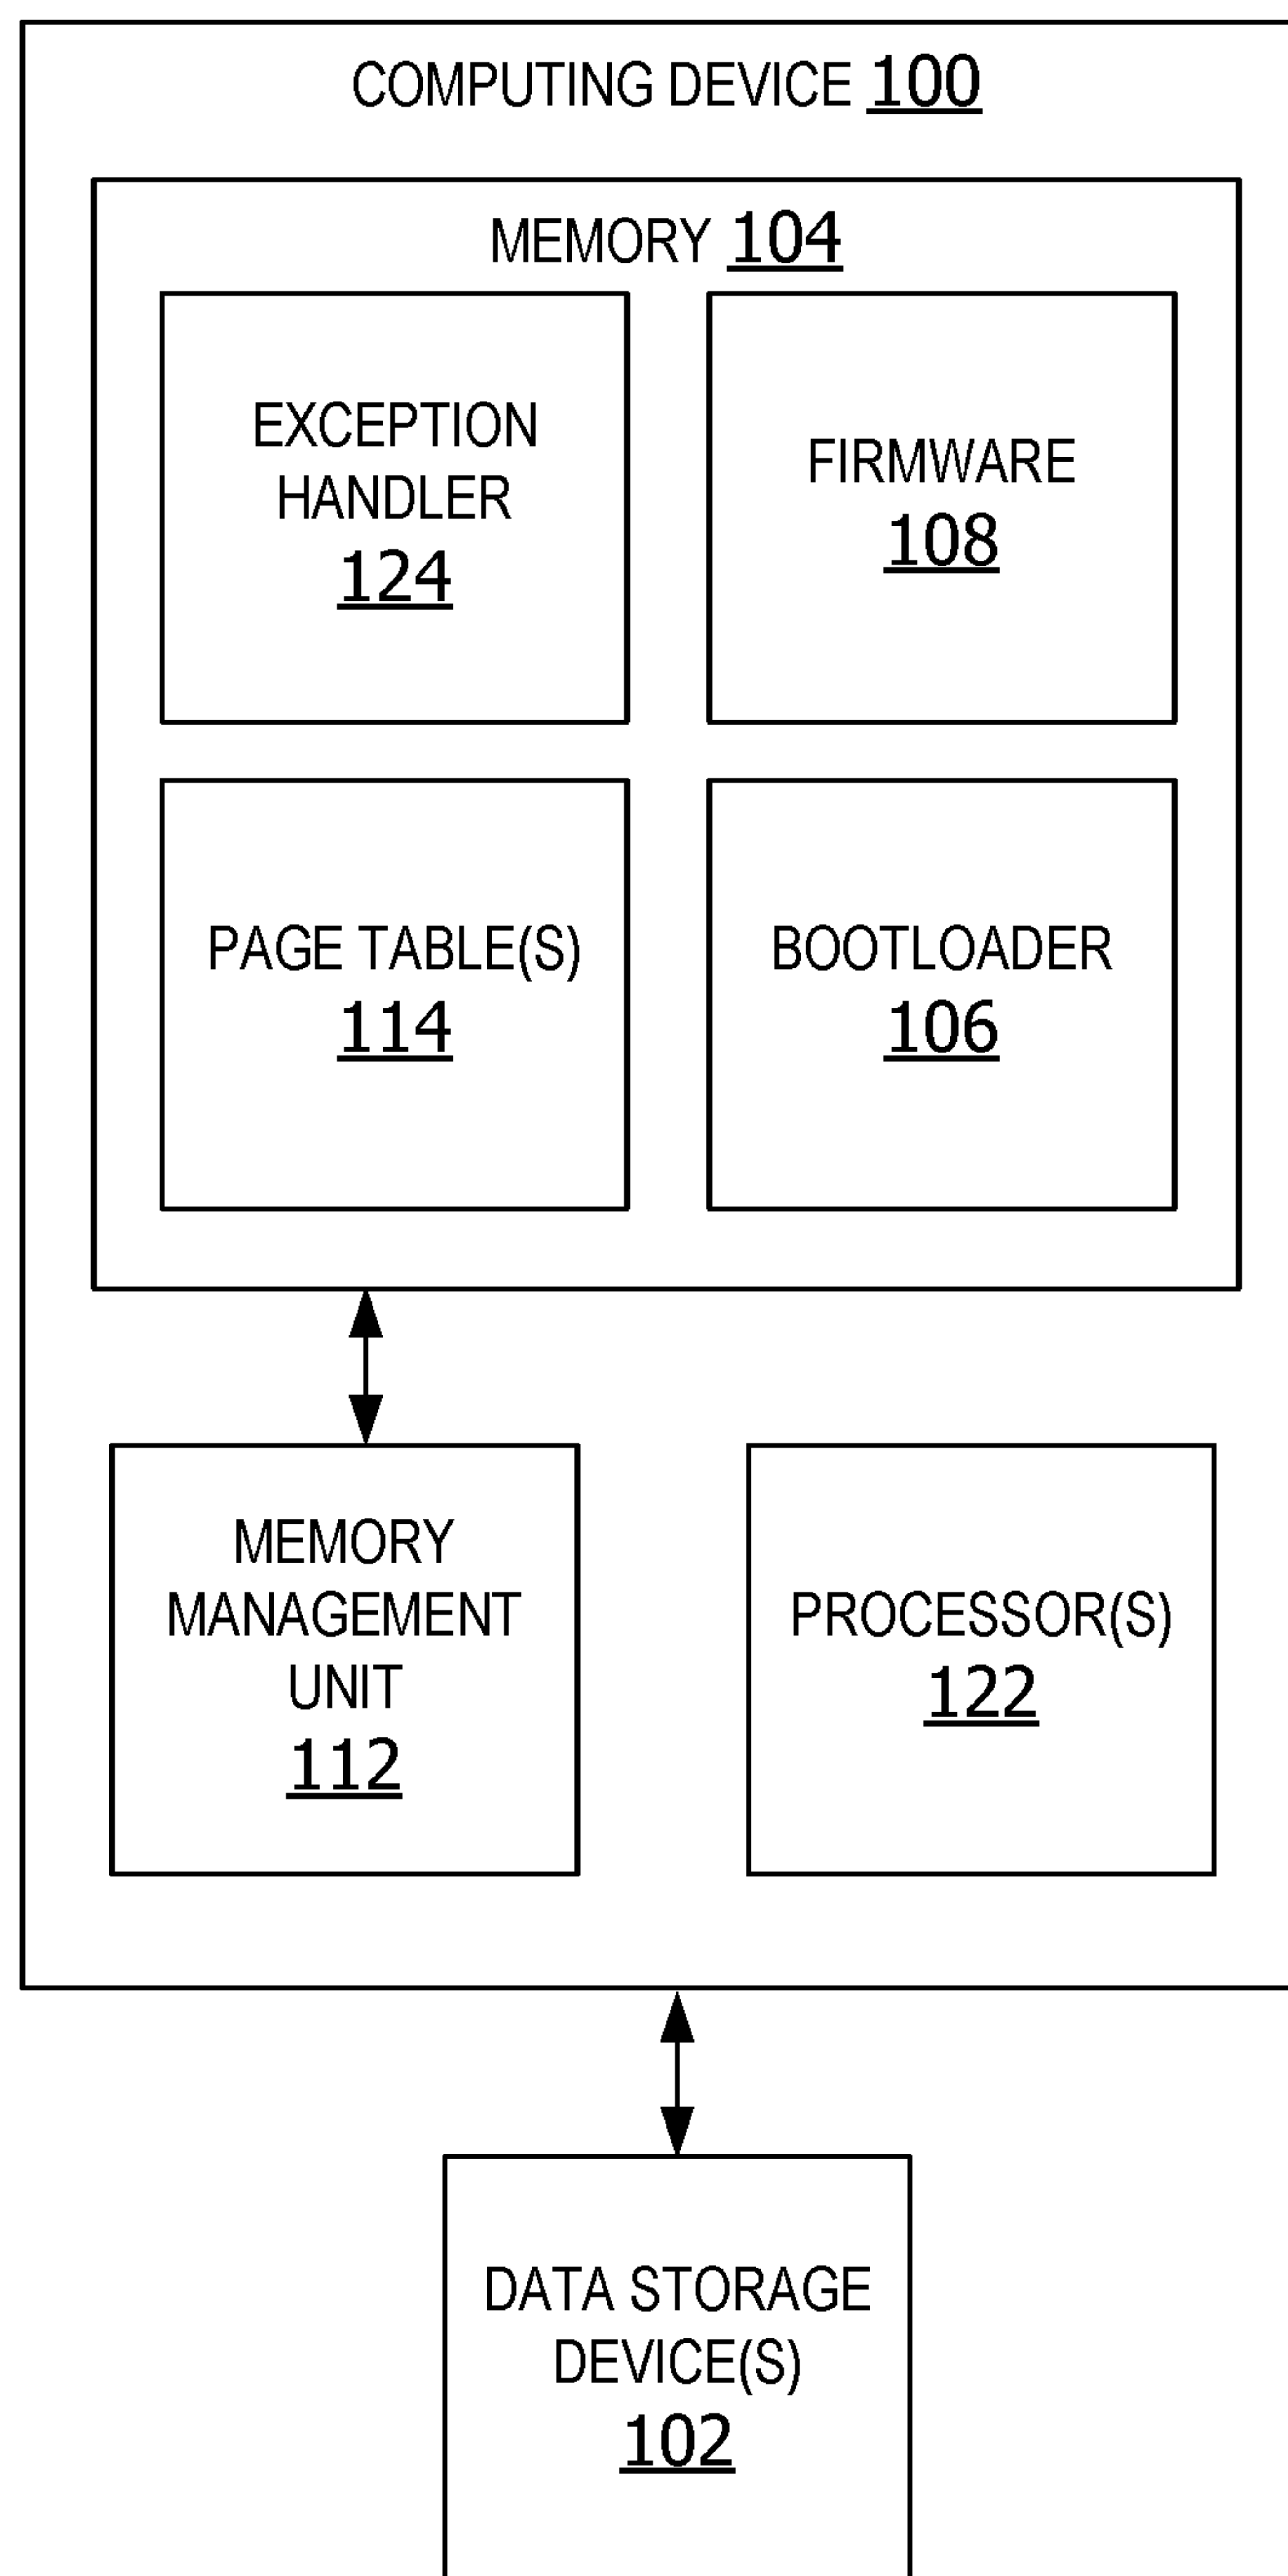 COMPUTING DEVICE 100
MEMORY 104
EXCEPTION
HANDLER
124
FIRMWARE
108
PAGE TABLE(S)
114
BOOTLOADER
106
MEMORY
MANAGEMENT
UNIT
112
PROCESSOR(S)
122
DATA STORAGE
DEVICE(S)
102